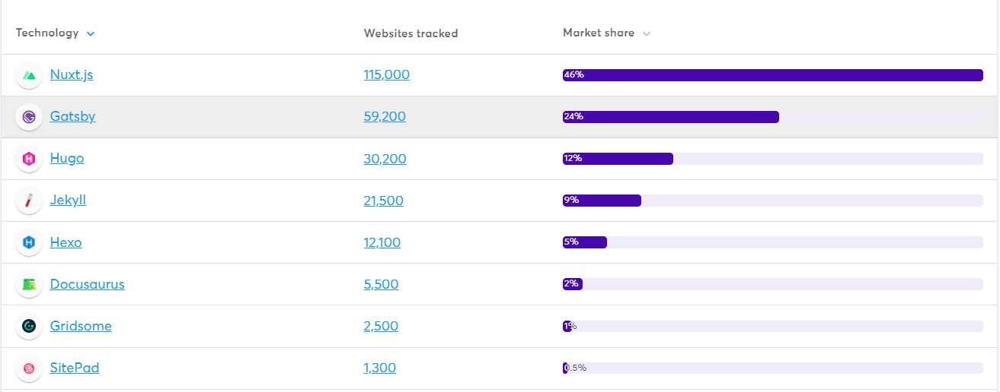 Technology Websites tracked Market share
Nuxt.js 115,000 46%
Gatsby 59,200 24%
Hugo 30,200 12%
Jekyll 21,500 9%
Hexo 12,100 5%
Docusaurus 5,500 2%
Gridsome 2,500 1%
SitePad 1,300 0.5%